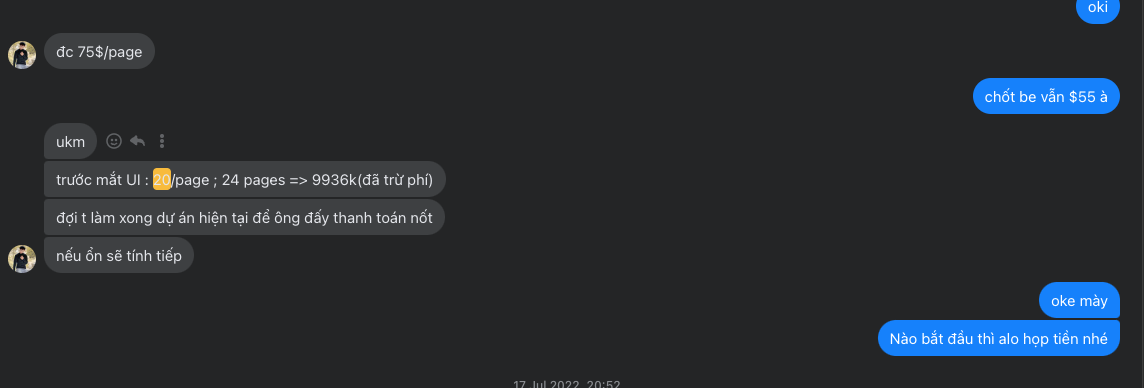 oki
đc 75$/page
chốt be vẫn $55 à
ukm
trước mắt UI : 20/page ; 24 pages => 9936k(đã trừ phí)
đợi t làm xong dự án hiện tại để ông đấy thanh toán nốt
nếu ổn sẽ tính tiếp
oke mày
Nào bắt đầu thì alo họp tiền nhé
17 Jul 2022, 20:52